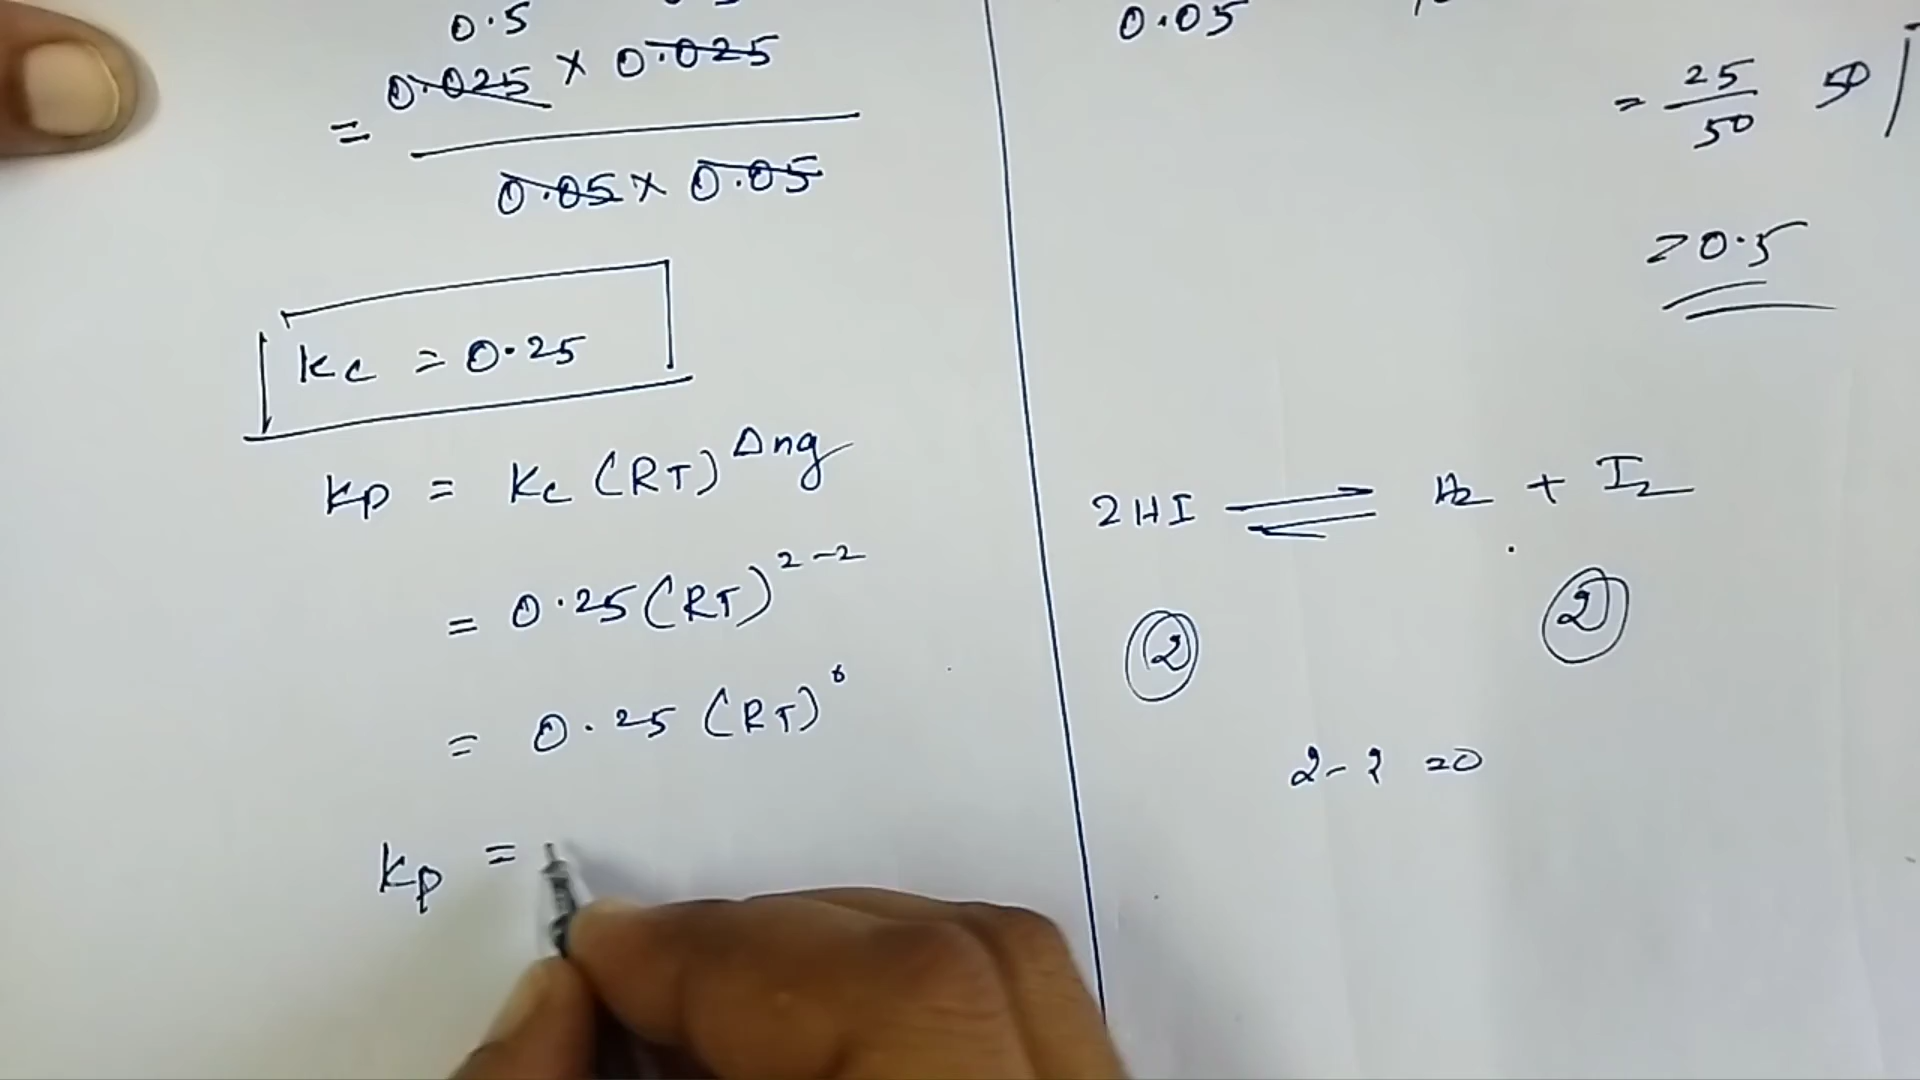 0.5
= 0.025 × 0.025
0.05 × 0.05
Kc = 0.25
Kp = Kc (RT)^Δng
= 0.25 (RT)^2-2
= 0.25 (RT)^0
Kp =
0.05
= 25/50
50
= 0.5
2HI ⇌ H2 + I2
2 2
2-2 =0